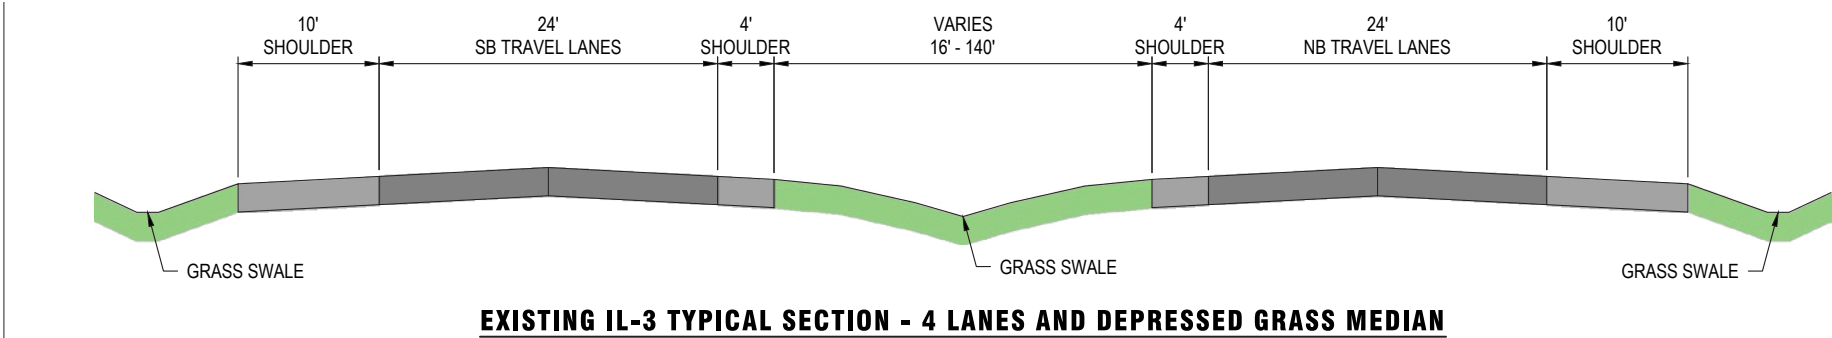 10'
SHOULDER
24'
SB TRAVEL LANES
4'
SHOULDER
VARIES
16' - 140'
4'
SHOULDER
24'
NB TRAVEL LANES
10'
SHOULDER
GRASS SWALE
GRASS SWALE
GRASS SWALE
EXISTING IL-3 TYPICAL SECTION - 4 LANES AND DEPRESSED GRASS MEDIAN